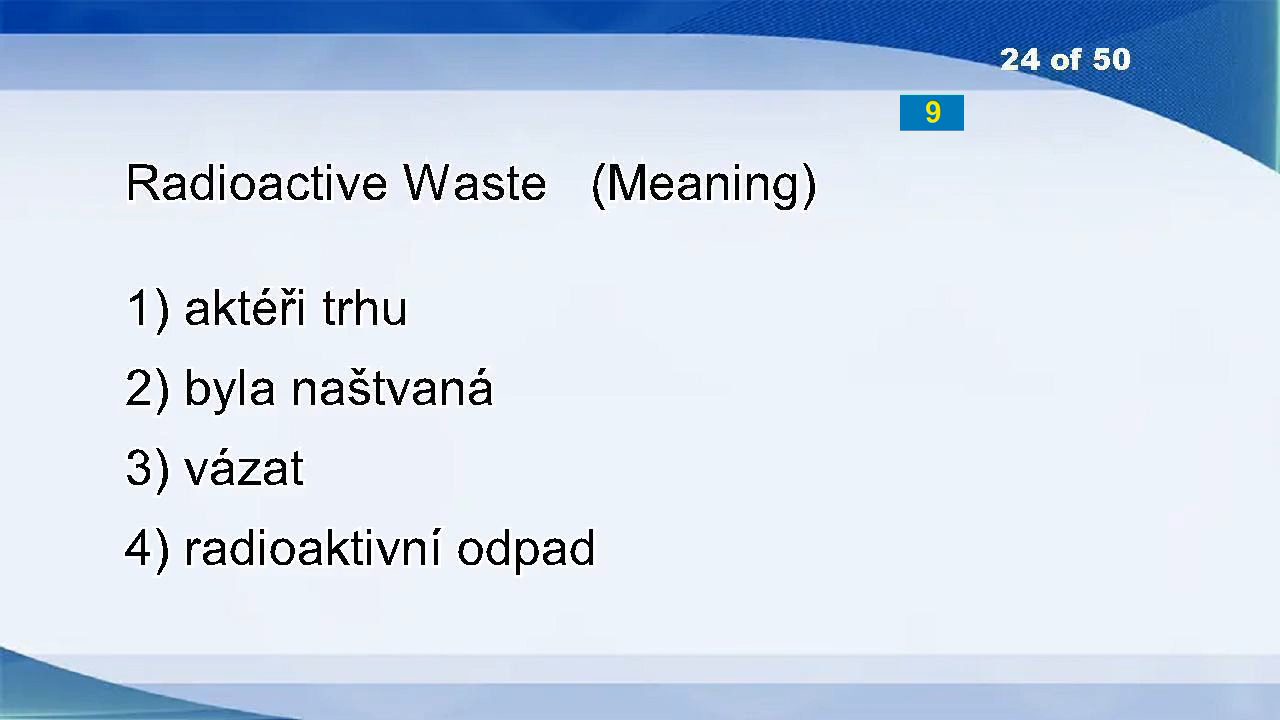 24 of 50
9
Radioactive Waste (Meaning)
1) aktéři trhu
2) byla naštvaná
3) vázat
4) radioaktivní odpad